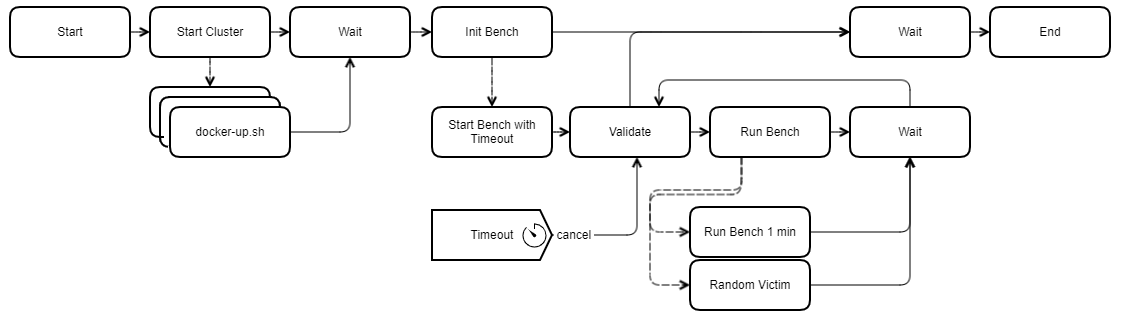 Start
Start Cluster
Wait
Init Bench
Wait
End
docker-up.sh
Start Bench with
Timeout
Validate
Run Bench
Wait
Timeout
cancel
Run Bench 1 min
Random Victim